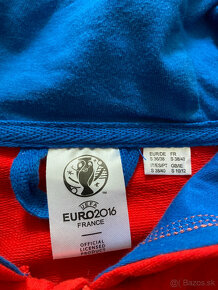 UEFA
EURO2016
FRANCE
OFFICIAL
LICENSED
PRODUCT
EUR/DE FR
S 36/38 S 38/40
IT/ES/PT GB/IE
S 38/40 S 10/12
bazar.sk